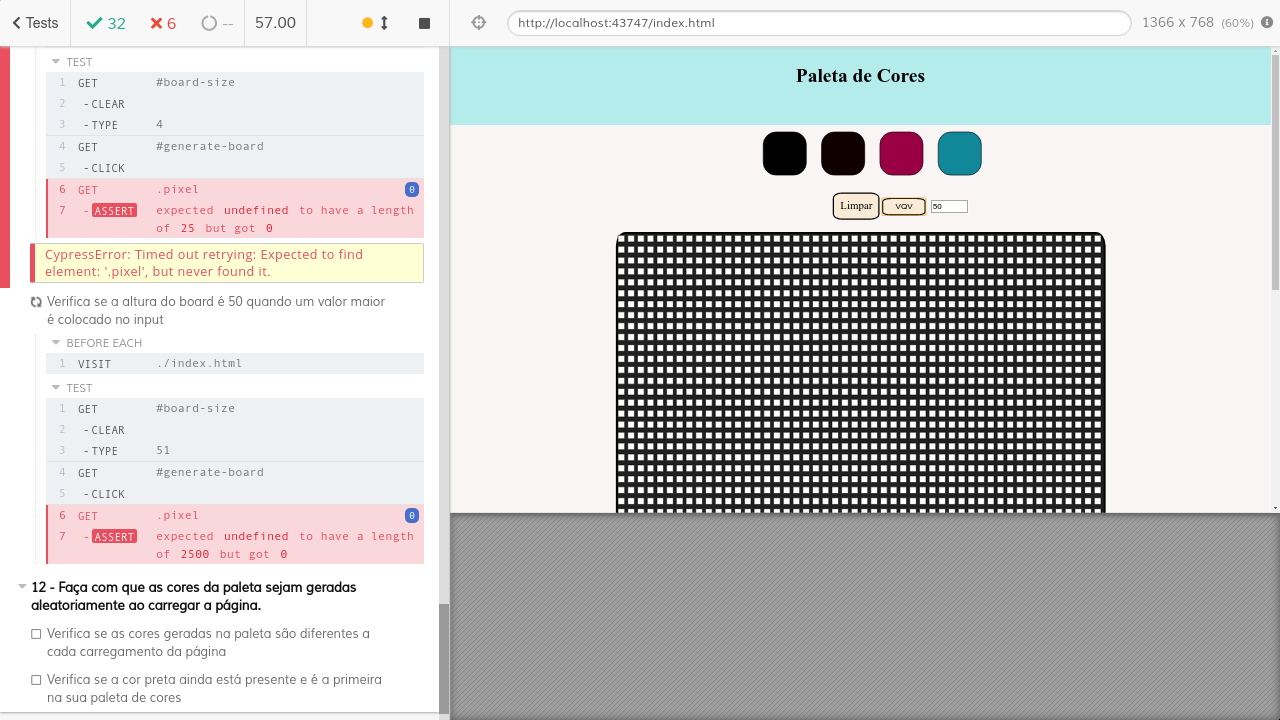 Tests
32
6
--
57.00
http://localhost:43747/index.html
1366 x 768 (60%)
TEST
1 GET #board-size
2 -CLEAR
3 -TYPE 4
4 GET #generate-board
5 -CLICK
6 GET .pixel 0
7 -ASSERT expected undefined to have a length
of 25 but got 0
CypressError: Timed out retrying: Expected to find
element: '.pixel', but never found it.
Verifica se a altura do board é 50 quando um valor maior
é colocado no input
BEFORE EACH
1 VISIT ./index.html
TEST
1 GET #board-size
2 -CLEAR
3 -TYPE 51
4 GET #generate-board
5 -CLICK
6 GET .pixel 0
7 -ASSERT expected undefined to have a length
of 2500 but got 0
12 - Faça com que as cores da paleta sejam geradas
aleatoriamente ao carregar a página.
Verifica se as cores geradas na paleta são diferentes a
cada carregamento da página
Verifica se a cor preta ainda está presente e é a primeira
na sua paleta de cores
Paleta de Cores
Limpar
VQV
50